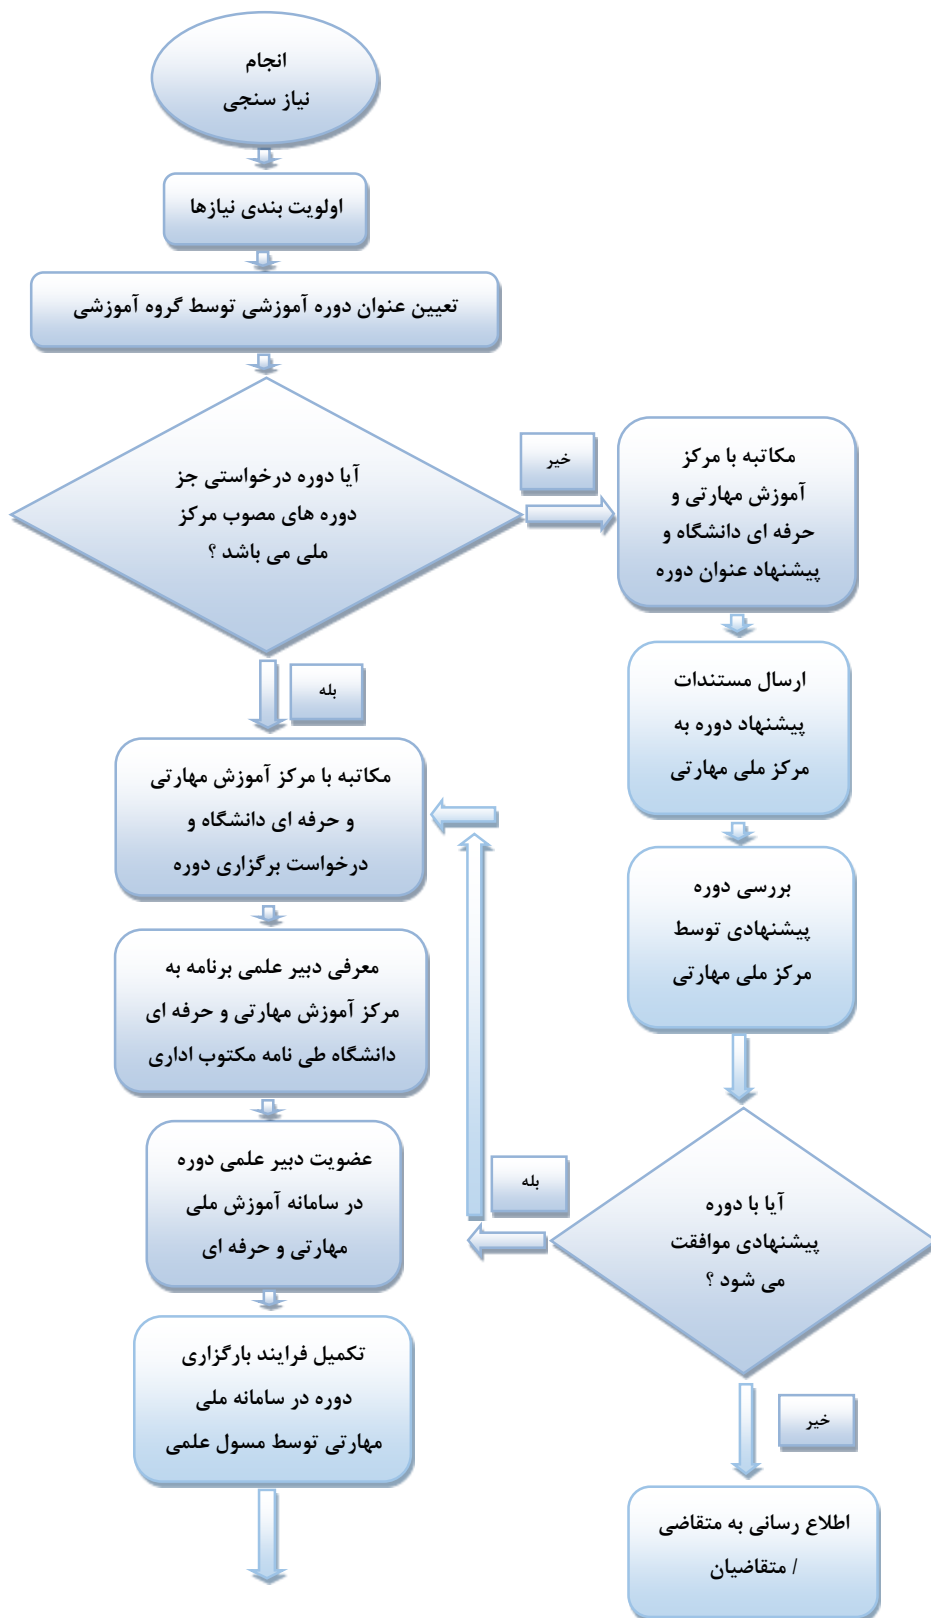 انجام
نیاز سنجی
اولویت بندی نیازها
تعیین عنوان دوره آموزشی توسط گروه آموزشی
آیا دوره درخواستی جز
دوره های مصوب مرکز
ملی می باشد ؟
خیر
مکاتبه با مرکز
آموزش مهارتی و
حرفه ای دانشگاه و
پیشنهاد عنوان دوره
ارسال مستندات
پیشنهاد دوره به
مرکز ملی مهارتی
بررسی دوره
پیشنهادی توسط
مرکز ملی مهارتی
آیا با دوره
پیشنهادی موافقت
می شود ؟
خیر
اطلاع رسانی به متقاضی
/ متقاضیان
بله
بله
مکاتبه با مرکز آموزش مهارتی
و حرفه ای دانشگاه و
درخواست برگزاری دوره
معرفی دبیر علمی برنامه به
مرکز آموزش مهارتی و حرفه ای
دانشگاه طی نامه مکتوب اداری
عضویت دبیر علمی دوره
در سامانه آموزش ملی
مهارتی و حرفه ای
تکمیل فرایند بارگزاری
دوره در سامانه ملی
مهارتی توسط مسول علمی